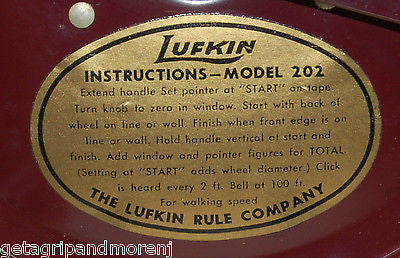 LUFKIN
INSTRUCTIONS—MODEL 202
Extend handle Set pointer at "START" on tape.
Turn knob to zero in window. Start with back of
wheel on line or wall. Finish when front edge is on
line or wall. Hold handle vertical at start and
finish. Add window and pointer figures for TOTAL.
(Setting at "START" adds wheel diameter.) Click
is heard every 2 ft. Bell at 100 ft.
For walking speed
THE LUFKIN RULE COMPANY
getagripandmorenj
getagripandmorenj